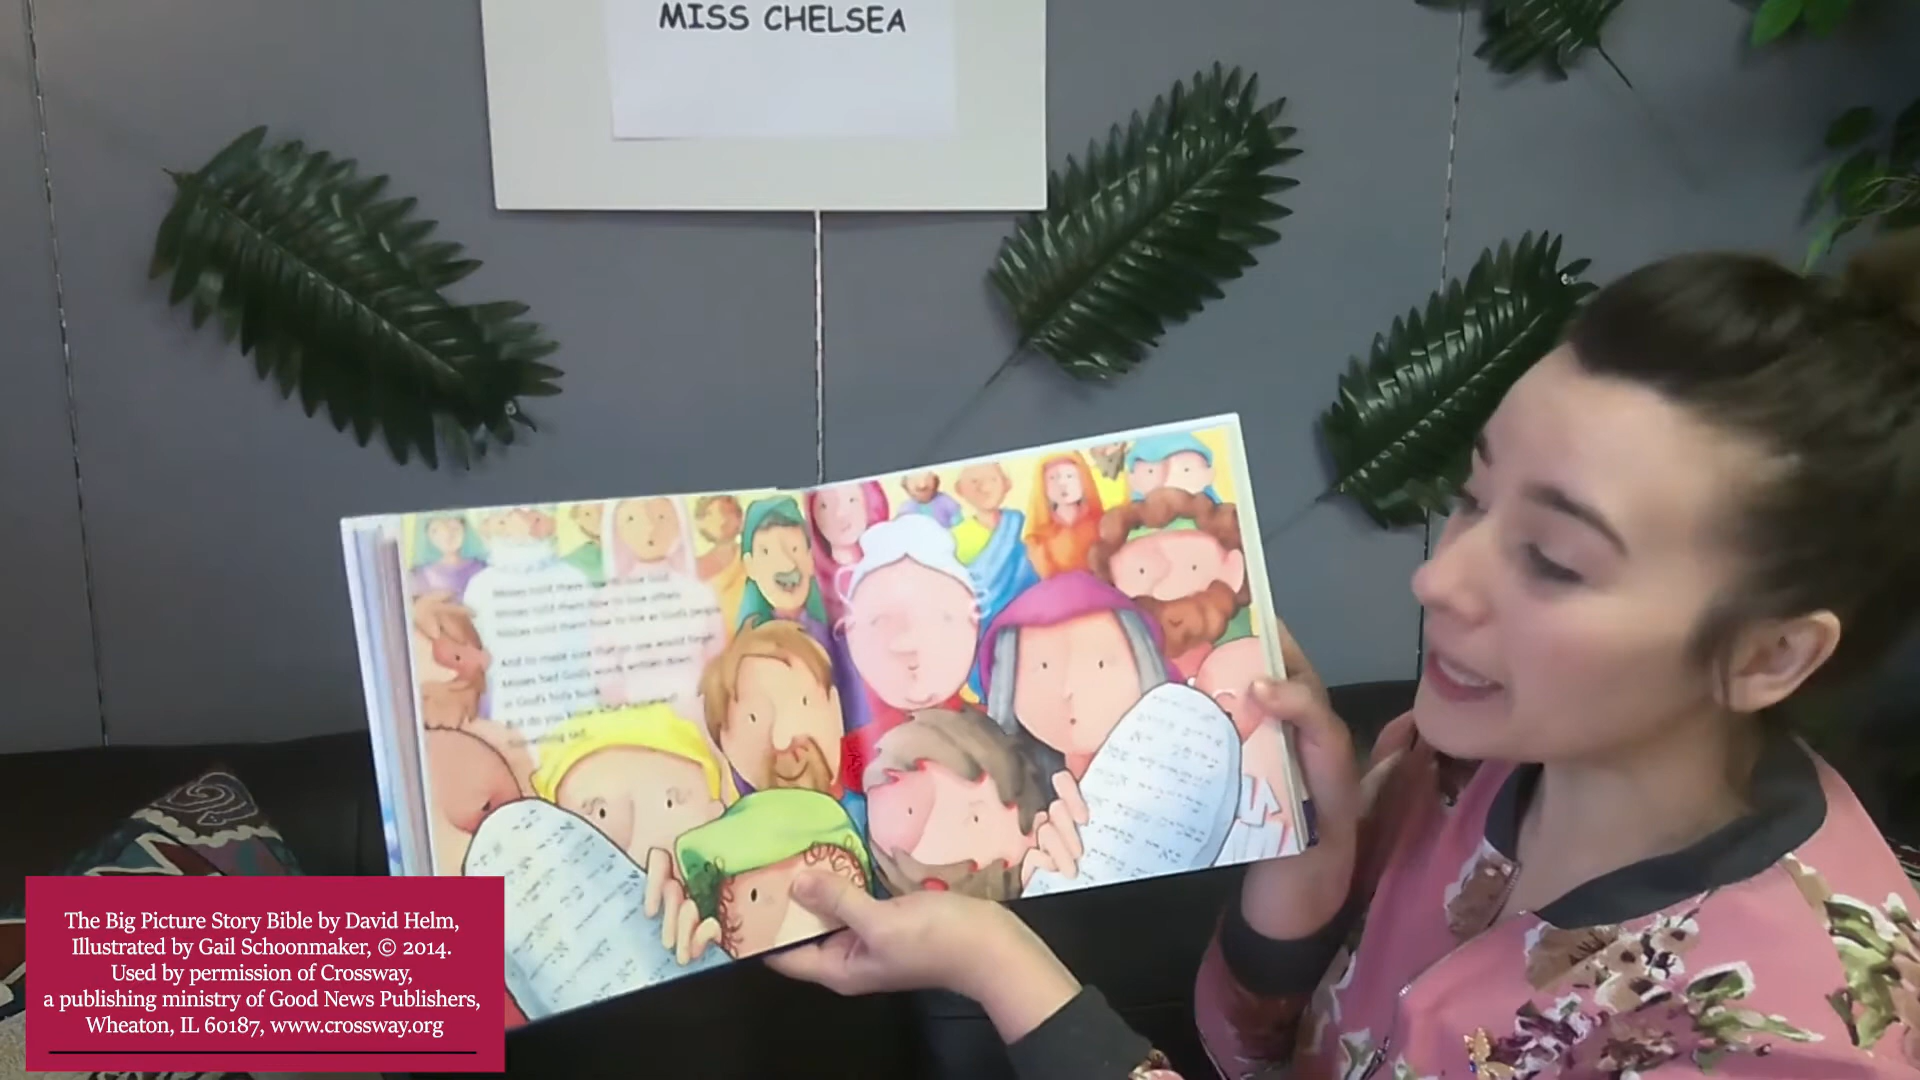 MISS CHELSEA
Moses told them how to love God.
Moses told them how to love others.
Moses told them how to live as God's people.
And to make sure that no one would forget,
Moses had God's words written down
in God's holy book.
But do you know what happened?
Something sad...
The Big Picture Story Bible by David Helm,
Illustrated by Gail Schoonmaker, © 2014.
Used by permission of Crossway,
a publishing ministry of Good News Publishers,
Wheaton, IL 60187, www.crossway.org